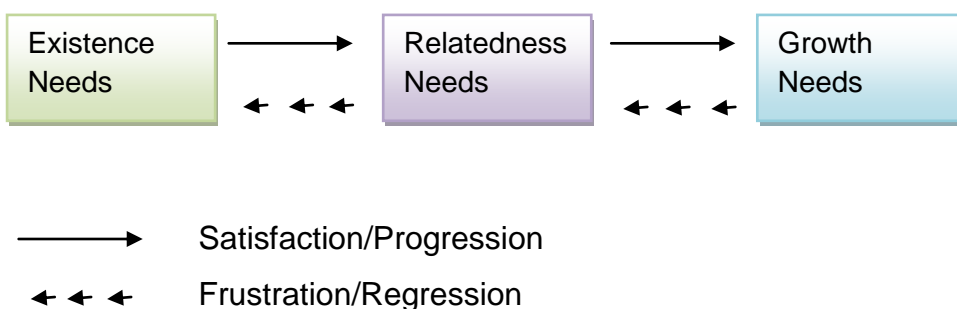 Existence
Needs
Relatedness
Needs
Growth
Needs
Satisfaction/Progression
Frustration/Regression